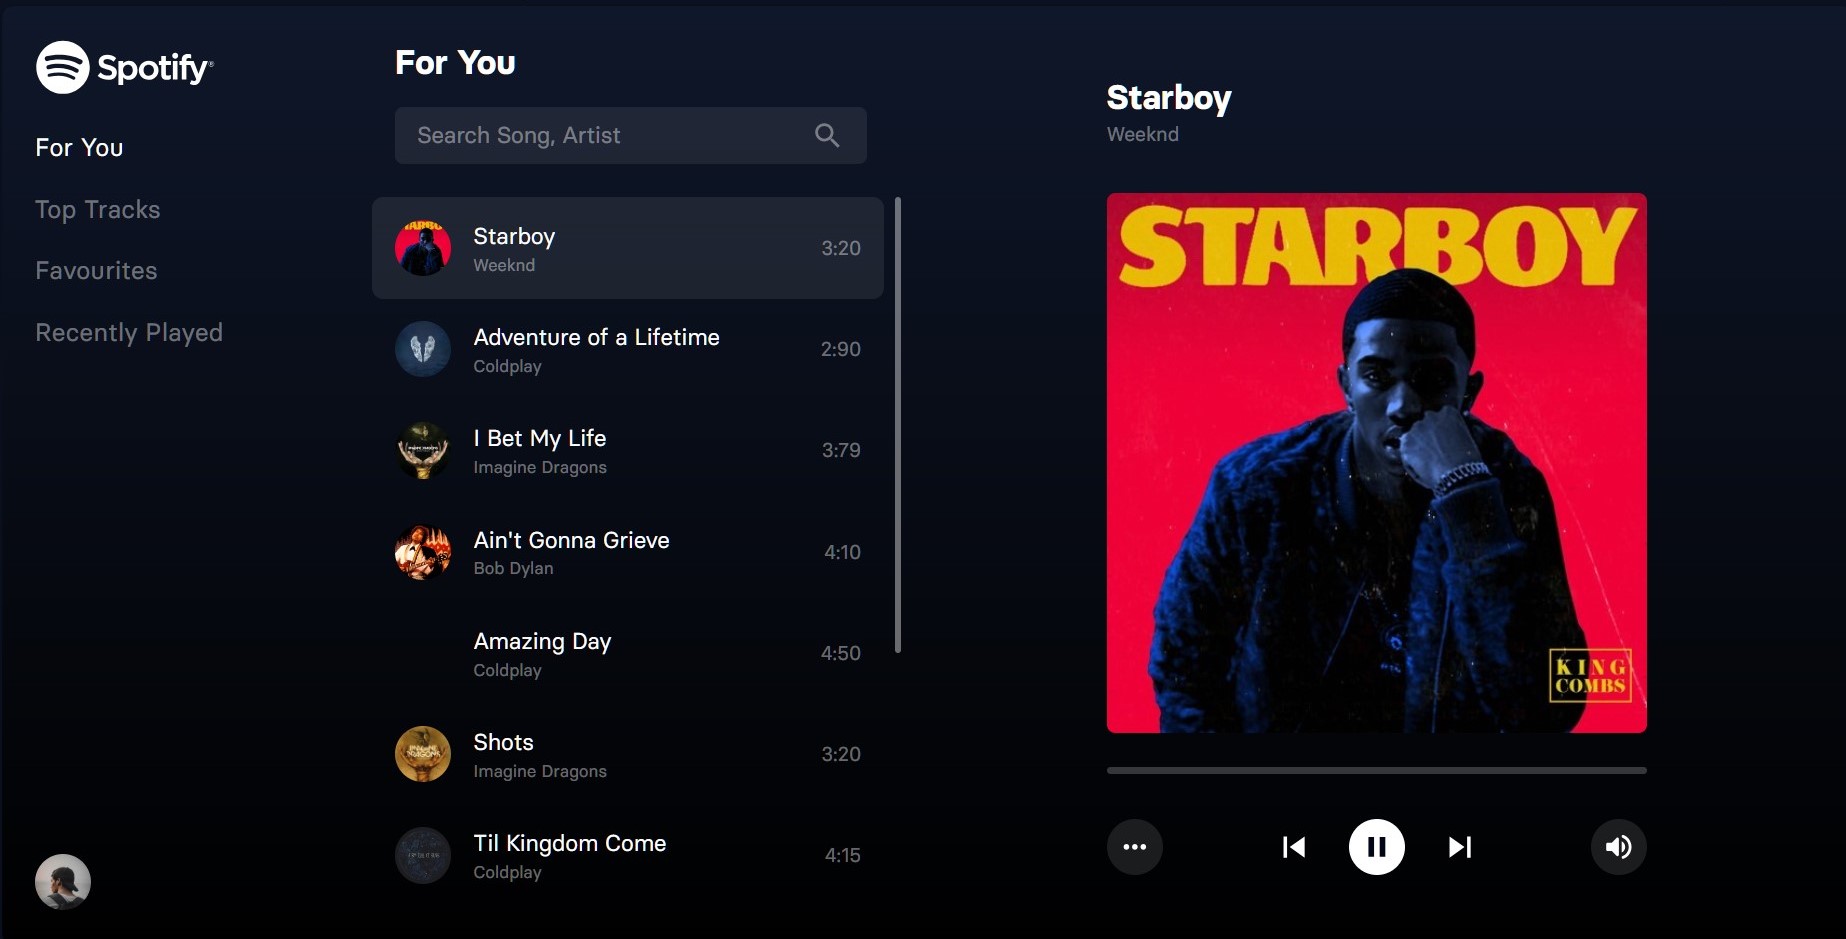 Spotify®
For You
Top Tracks
Favourites
Recently Played
For You
Search Song, Artist
Starboy
Weeknd
3:20
Adventure of a Lifetime
Coldplay
2:90
I Bet My Life
Imagine Dragons
3:79
Ain't Gonna Grieve
Bob Dylan
4:10
Amazing Day
Coldplay
4:50
Shots
Imagine Dragons
3:20
Til Kingdom Come
Coldplay
4:15
Starboy
Weeknd
STARBOY
KING
COMBS